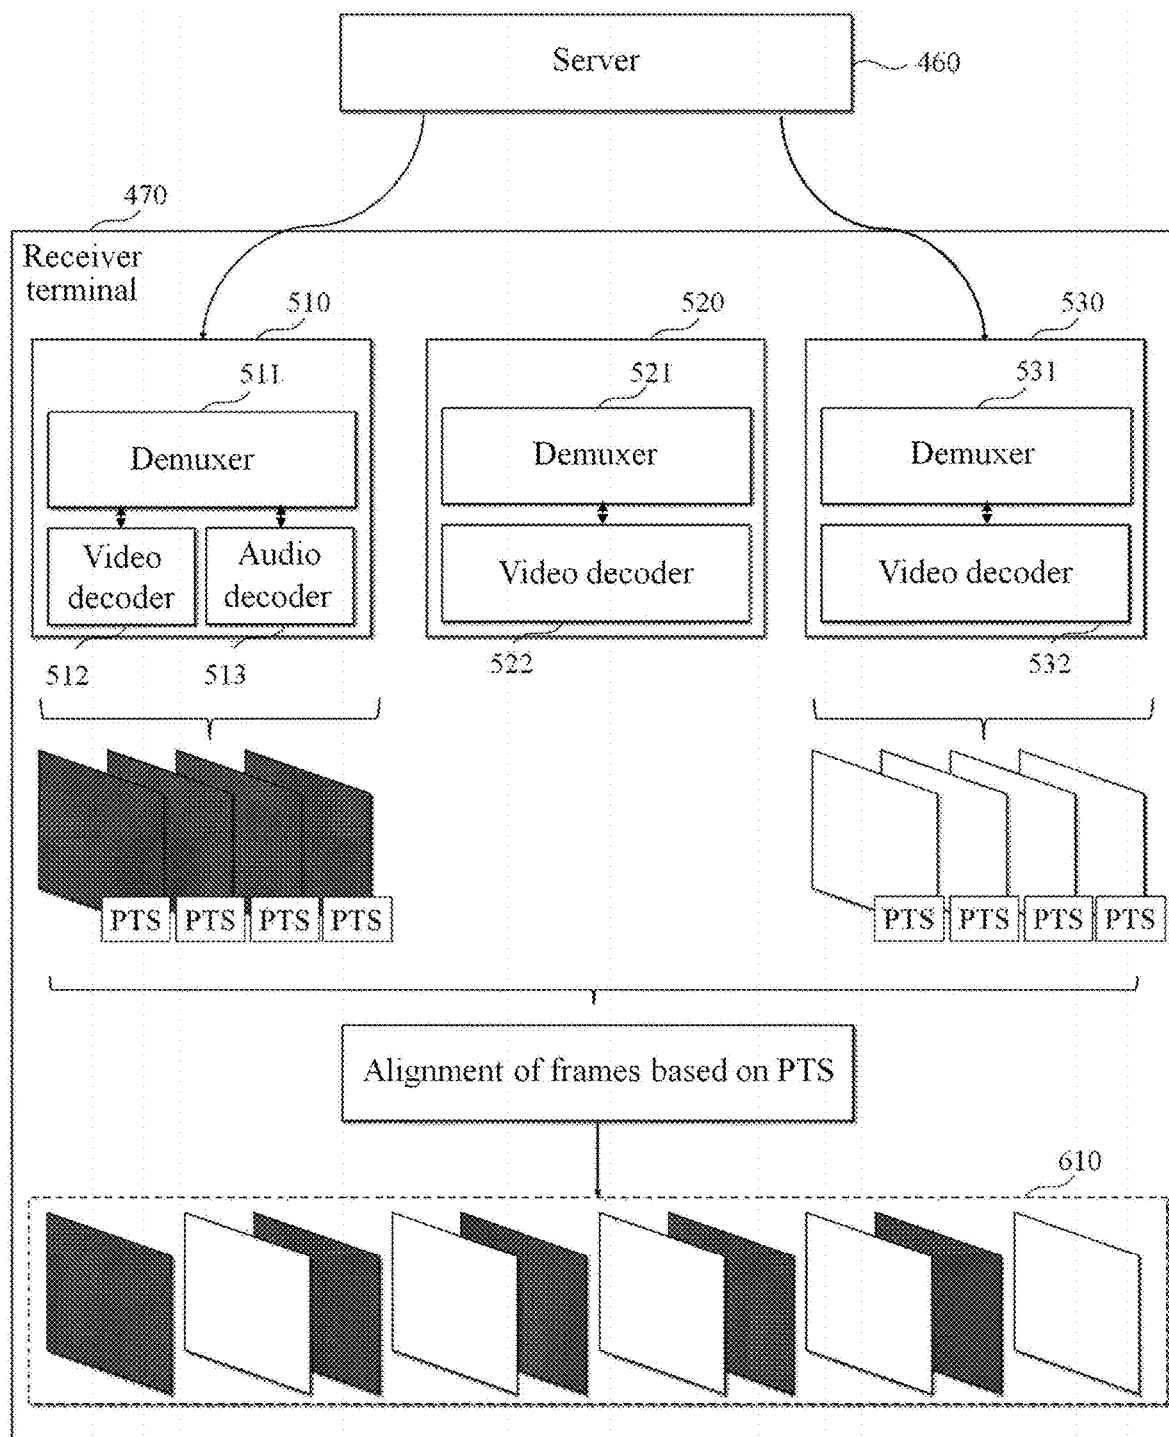 Server
460
470
Receiver
terminal
510
520
530
511
521
531
Demuxer
Demuxer
Demuxer
Video
decoder
Audio
decoder
Video decoder
Video decoder
512
513
522
532
PTS PTS PTS PTS
PTS PTS PTS PTS
Alignment of frames based on PTS
610